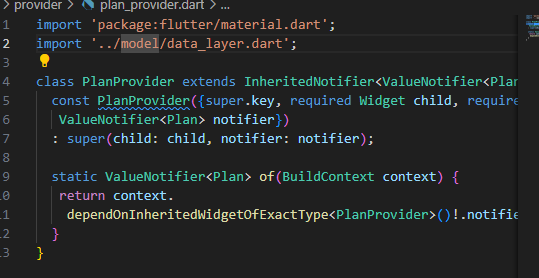 provider > plan_provider.dart > ...
1 import 'package:flutter/material.dart';
2 import '../model/data_layer.dart';
3
4 class PlanProvider extends InheritedNotifier<ValueNotifier<Plan
5 const PlanProvider({super.key, required Widget child, require
6 ValueNotifier<Plan> notifier})
7 : super(child: child, notifier: notifier);
8
9 static ValueNotifier<Plan> of(BuildContext context) {
10 return context.
11 dependOnInheritedWidgetOfExactType<PlanProvider>()!.notifie
12 }
13 }